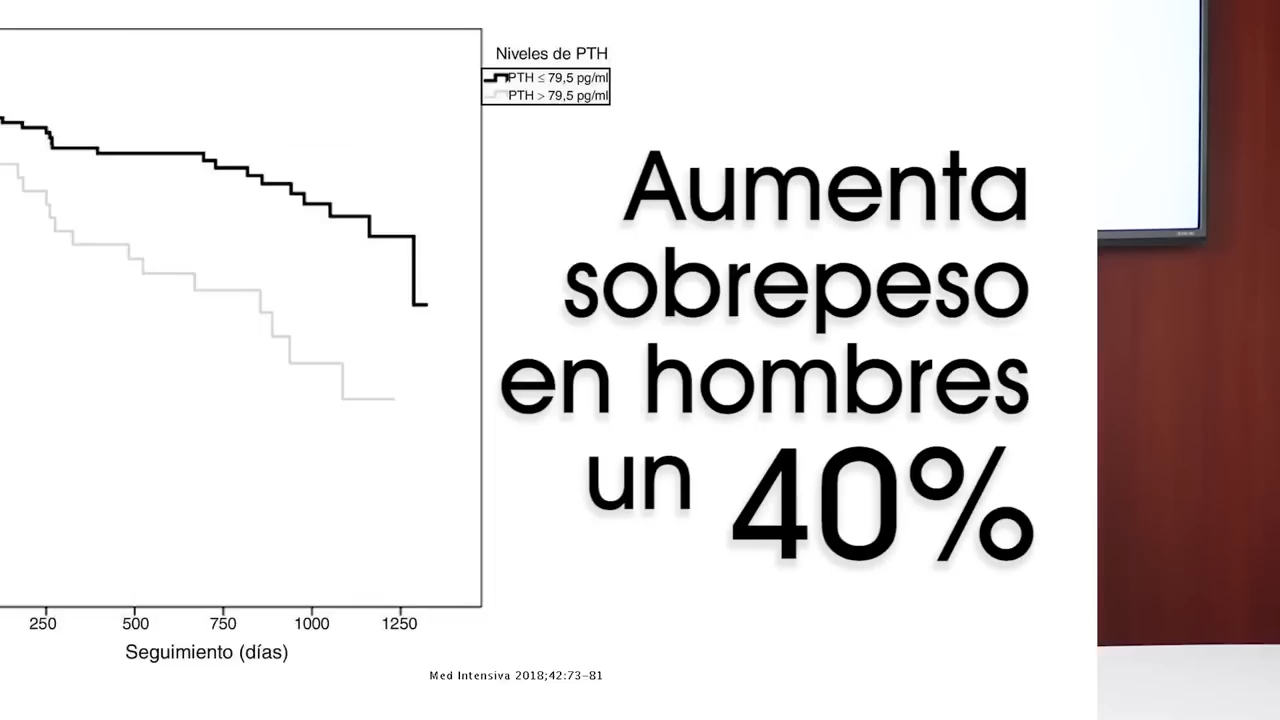 Niveles de PTH
PTH ≤ 79,5 pg/ml
PTH > 79,5 pg/ml
Aumenta
sobrepeso
en hombres
un 40%
250 500 750 1000 1250
Seguimiento (días)
Med Intensiva 2018;42:73–81